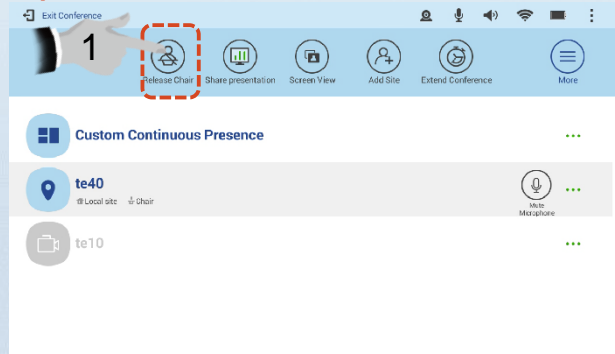 Exit Conference
1
Release Chair
Share presentation
Screen View
Add Site
Extend Conference
More
Custom Continuous Presence
te40
Local site Chair
Mute
Microphone
te10